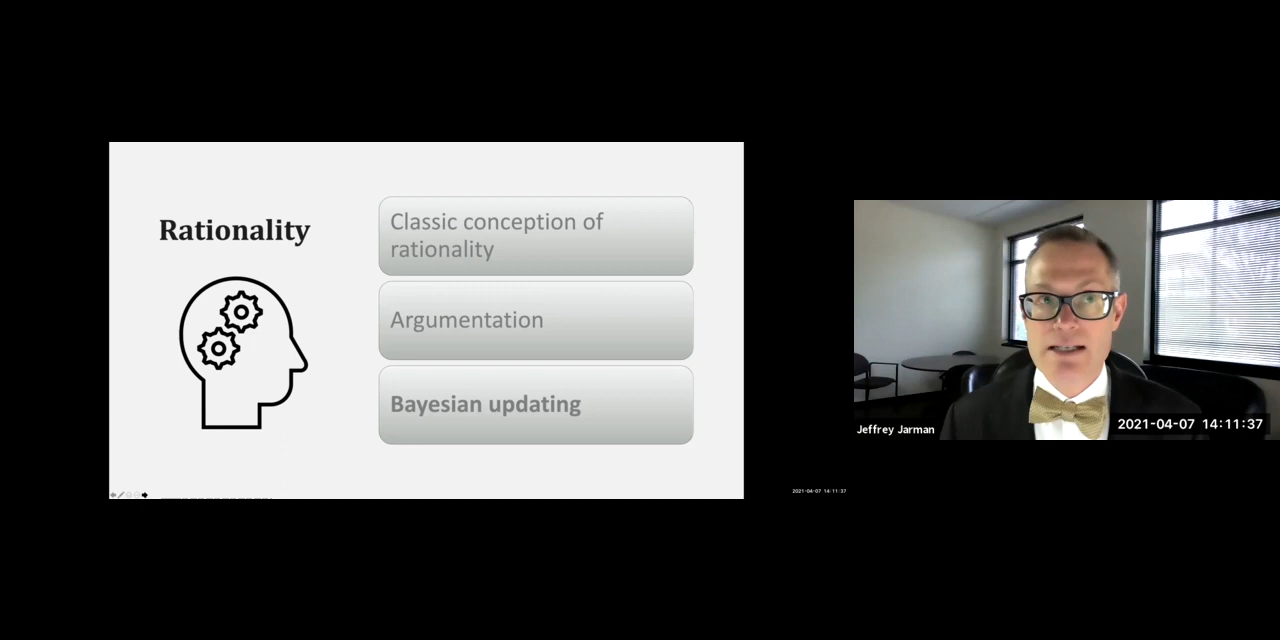 Rationality
Classic conception of
rationality
Argumentation
Bayesian updating
Jeffrey Jarman
2021-04-07 14:11:37
2021-04-07 14:11:37